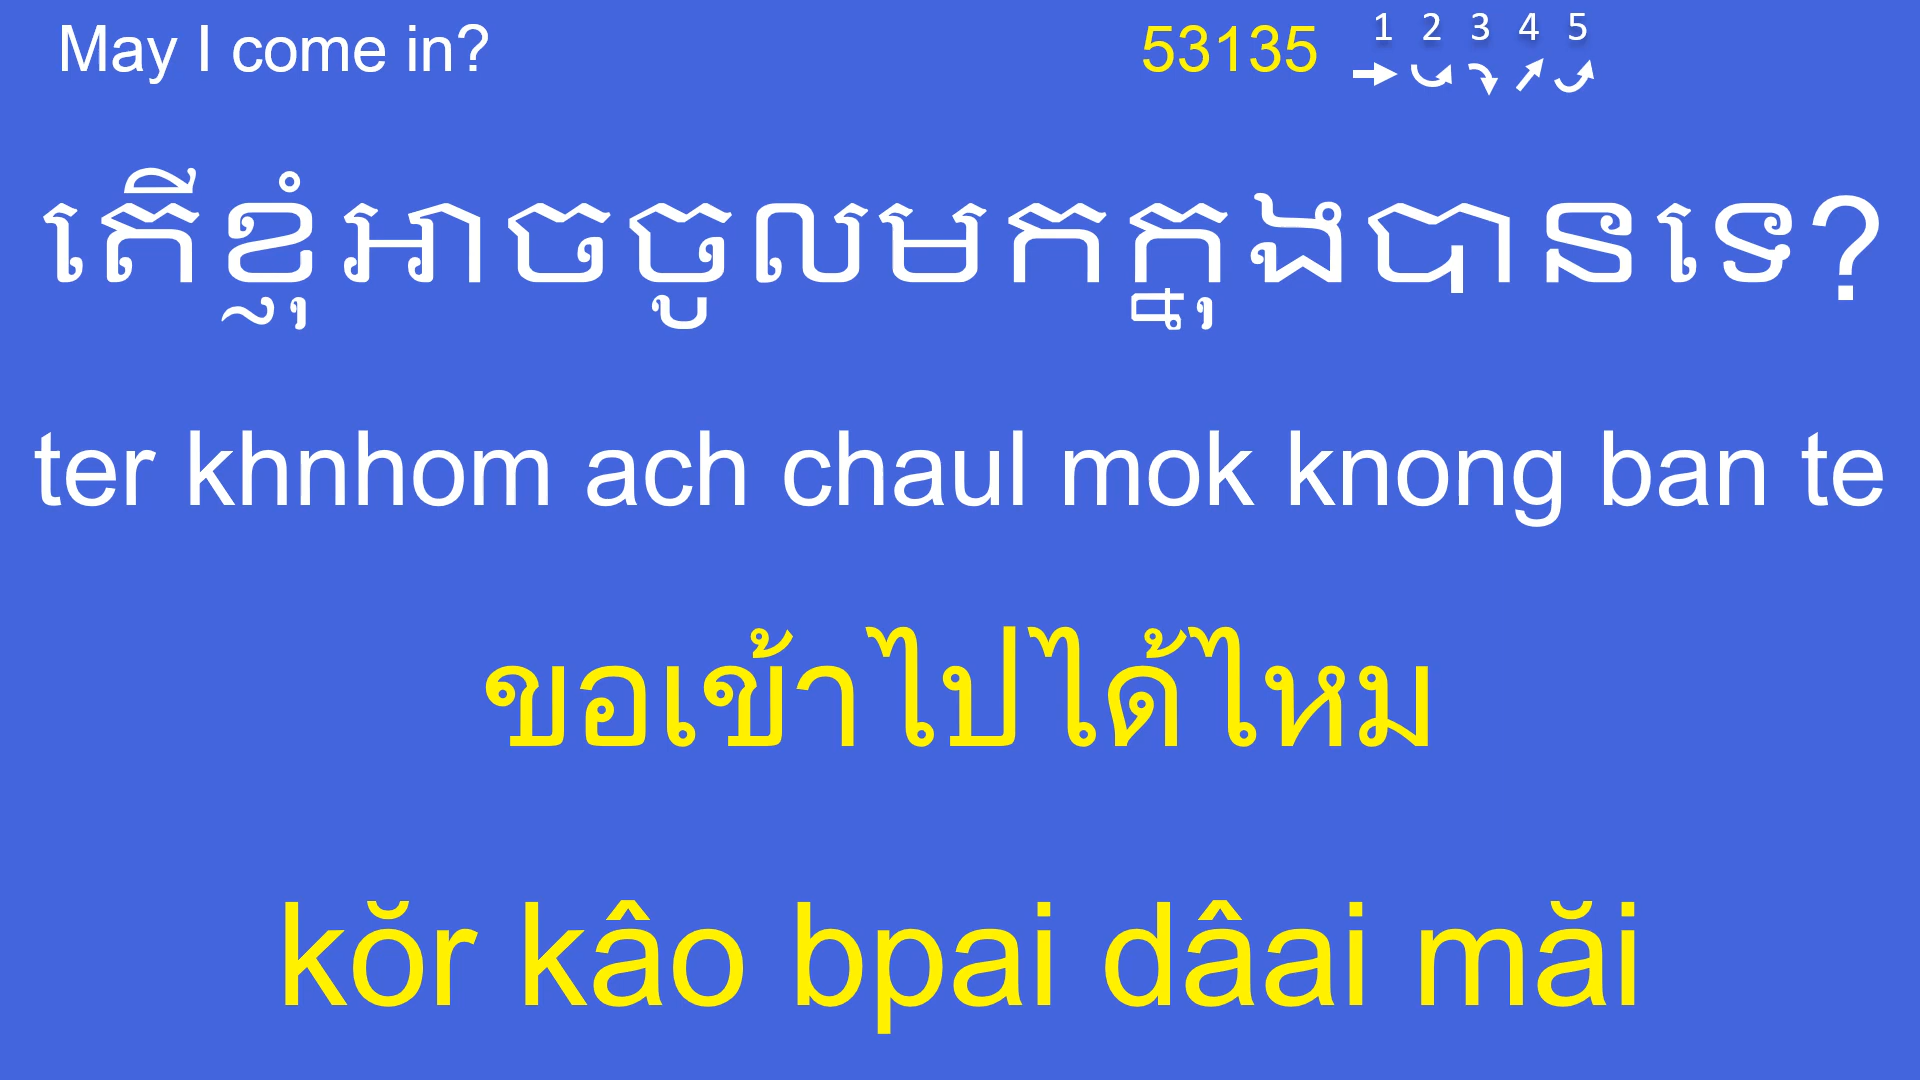 May I come in?
53135 1 2 3 4 5
តើខ្ញុំអាចចូលមកក្នុងបានទេ?
ter khnhom ach chaul mok knong ban te
ขอเข้าไปได้ไหม
kŏr kâo bpai dâai măi